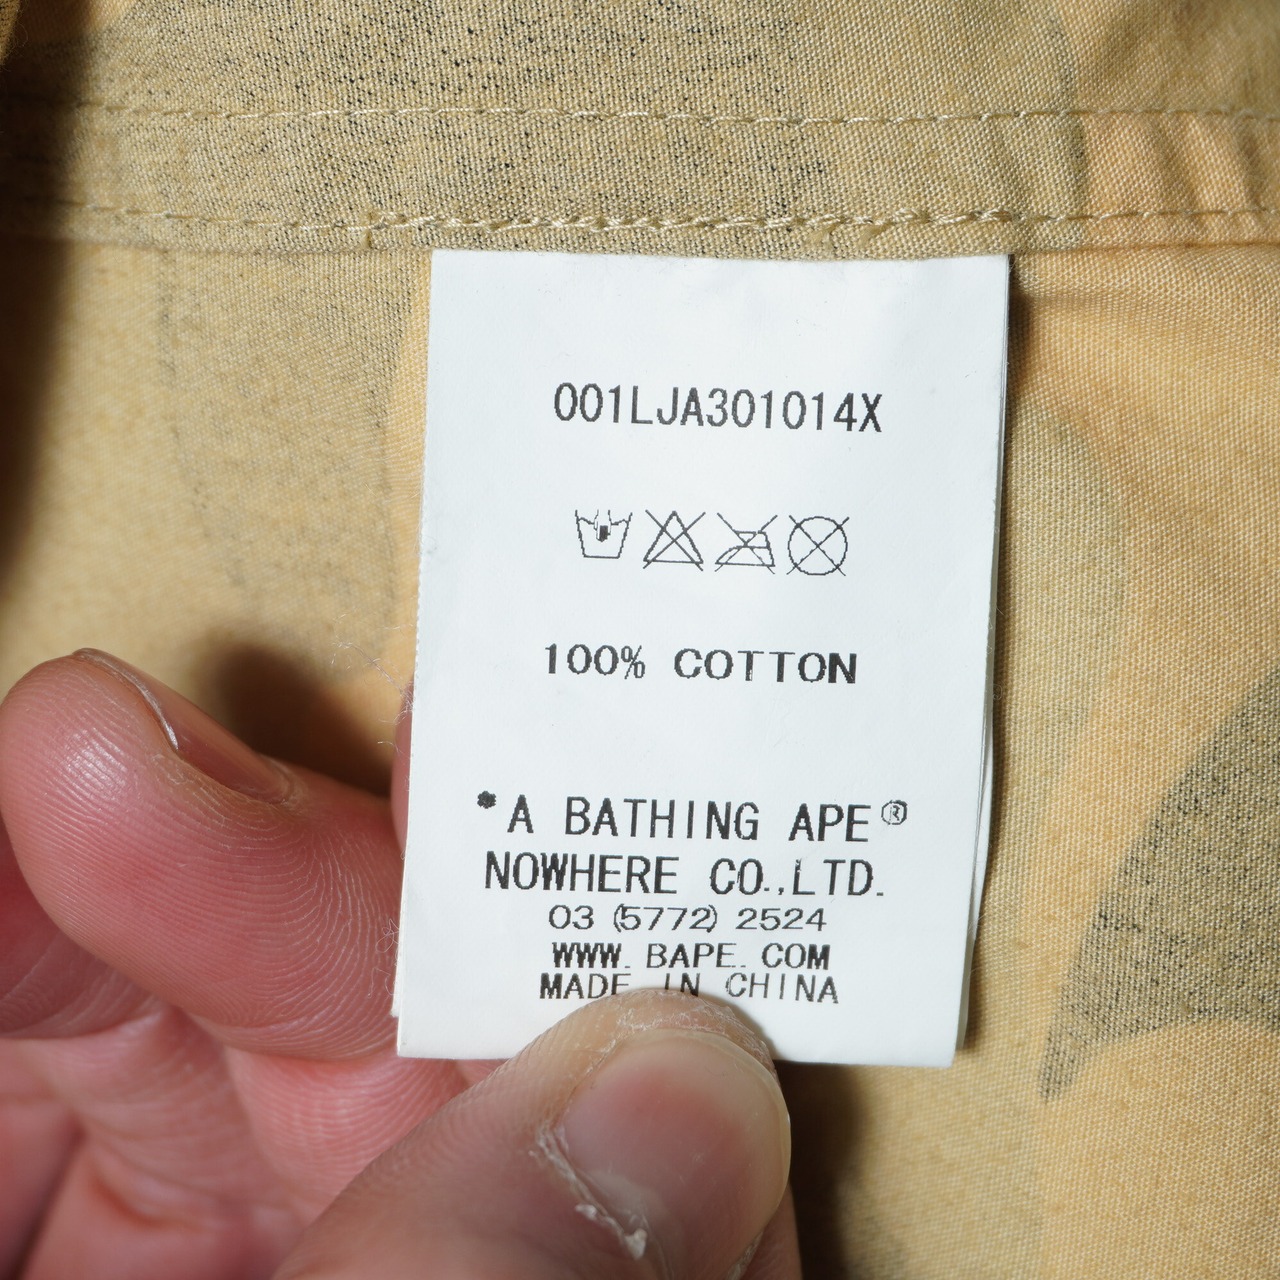 001LJA301014X
100% COTTON
*A BATHING APE®
NOWHERE CO.,LTD.
03 (5772) 2524
WWW. BAPE. COM
MADE IN CHINA